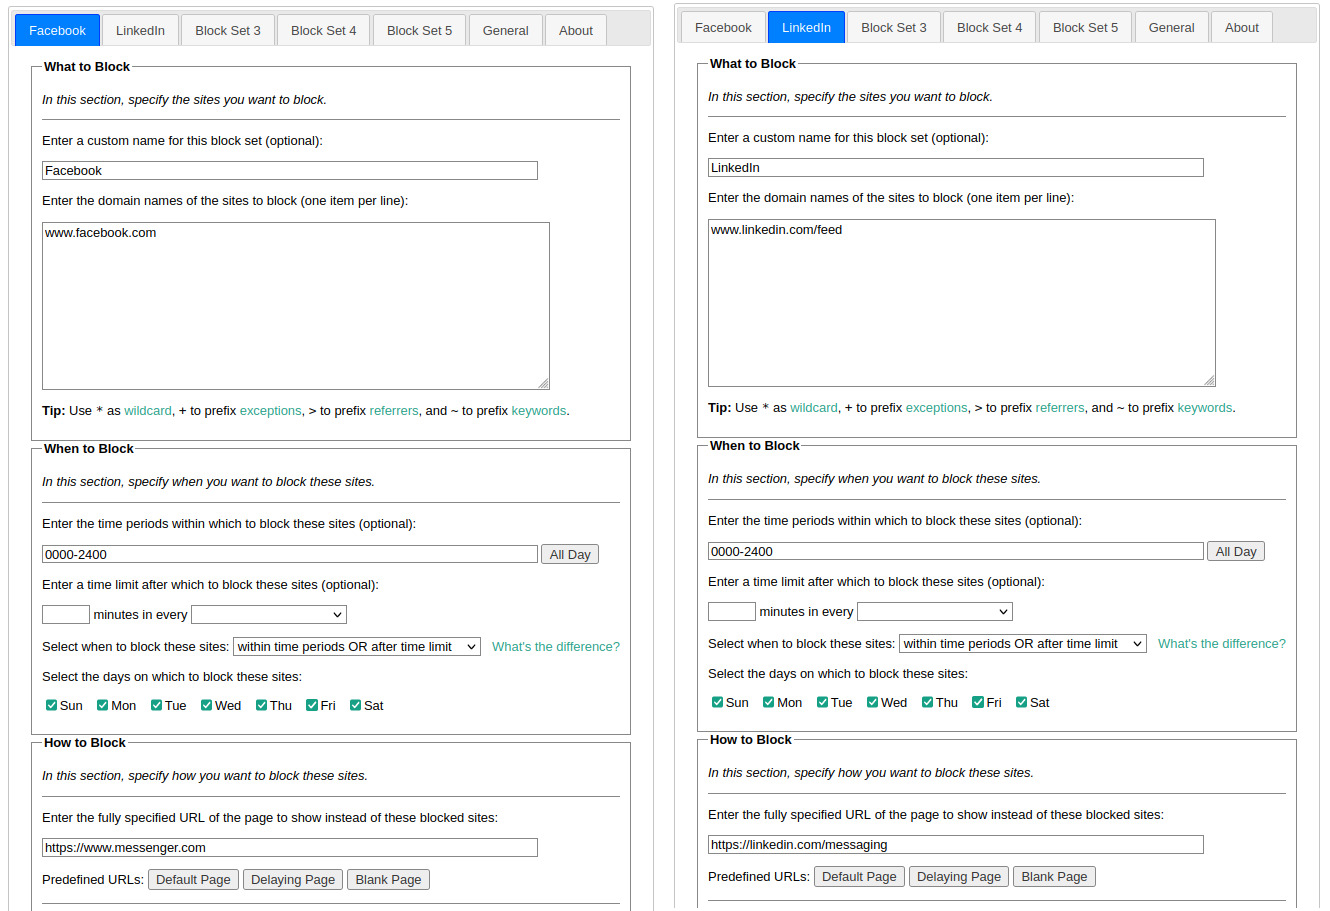 Facebook LinkedIn Block Set 3 Block Set 4 Block Set 5 General About
What to Block
In this section, specify the sites you want to block.
Enter a custom name for this block set (optional):
Facebook
Enter the domain names of the sites to block (one item per line):
www.facebook.com
Tip: Use * as wildcard, + to prefix exceptions, > to prefix referrers, and ~ to prefix keywords.
When to Block
In this section, specify when you want to block these sites.
Enter the time periods within which to block these sites (optional):
0000-2400 All Day
Enter a time limit after which to block these sites (optional):
minutes in every
Select when to block these sites: within time periods OR after time limit What's the difference?
Select the days on which to block these sites:
Sun Mon Tue Wed Thu Fri Sat
How to Block
In this section, specify how you want to block these sites.
Enter the fully specified URL of the page to show instead of these blocked sites:
https://www.messenger.com
Predefined URLs: Default Page Delaying Page Blank Page
Facebook LinkedIn Block Set 3 Block Set 4 Block Set 5 General About
What to Block
In this section, specify the sites you want to block.
Enter a custom name for this block set (optional):
LinkedIn
Enter the domain names of the sites to block (one item per line):
www.linkedin.com/feed
Tip: Use * as wildcard, + to prefix exceptions, > to prefix referrers, and ~ to prefix keywords.
When to Block
In this section, specify when you want to block these sites.
Enter the time periods within which to block these sites (optional):
0000-2400 All Day
Enter a time limit after which to block these sites (optional):
minutes in every
Select when to block these sites: within time periods OR after time limit What's the difference?
Select the days on which to block these sites:
Sun Mon Tue Wed Thu Fri Sat
How to Block
In this section, specify how you want to block these sites.
Enter the fully specified URL of the page to show instead of these blocked sites:
https://linkedin.com/messaging
Predefined URLs: Default Page Delaying Page Blank Page